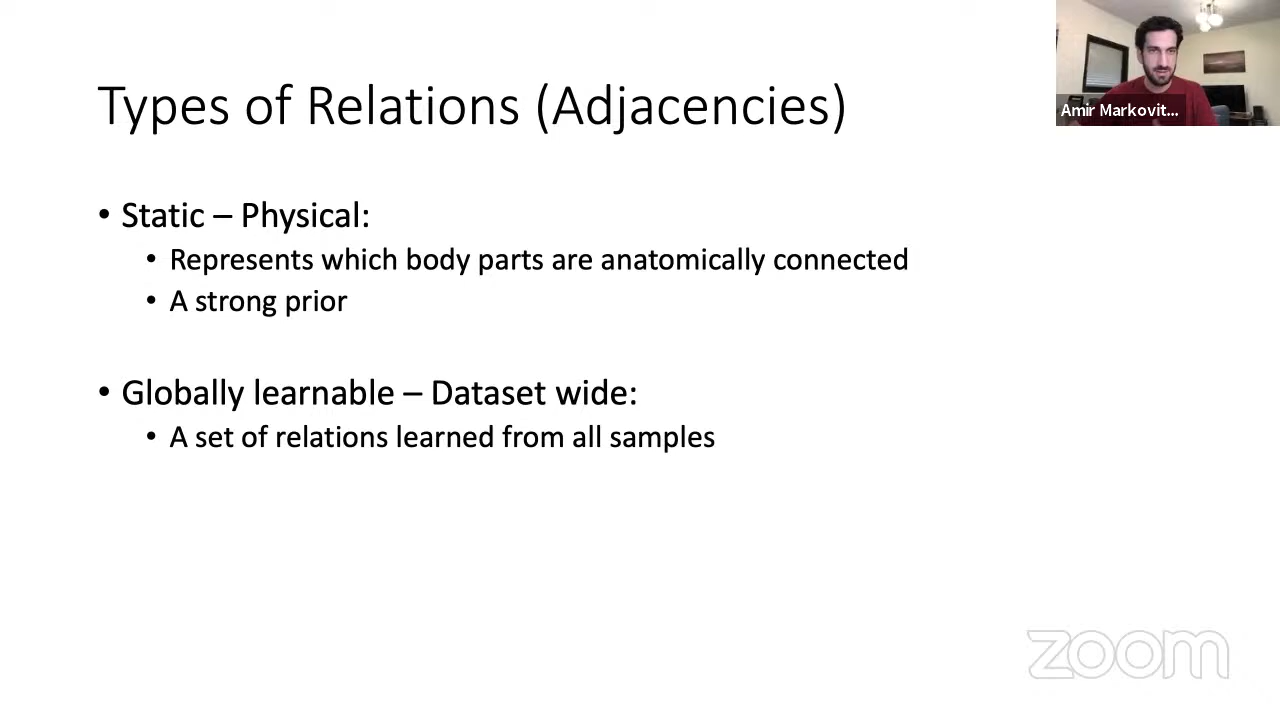 Types of Relations (Adjacencies)
Amir Markovit...
• Static – Physical:
• Represents which body parts are anatomically connected
• A strong prior
• Globally learnable – Dataset wide:
• A set of relations learned from all samples
zoom